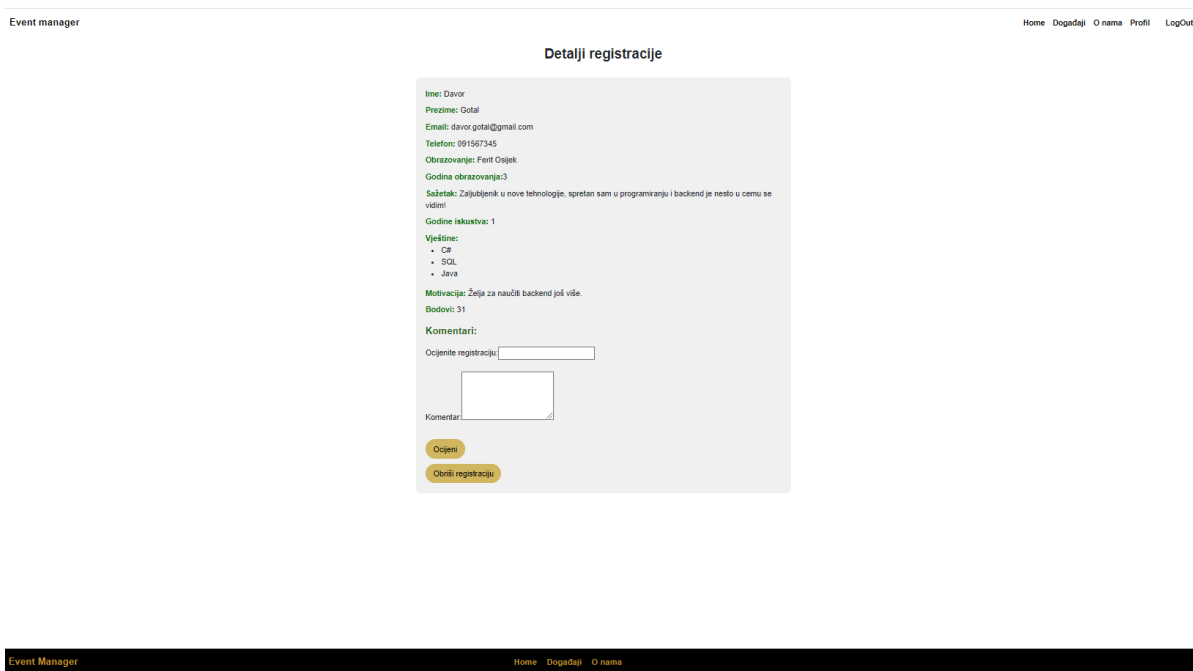 Event manager
Home Događaji O nama Profil LogOut
Detalji registracije
Ime: Davor
Prezime: Gotal
Email: davor.gotal@gmail.com
Telefon: 091567345
Obrazovanje: Ferit Osijek
Godina obrazovanja:3
Sažetak: Zaljubljenik u nove tehnologije, spretan sam u programiranju i backend je nesto u cemu se
vidim!
Godine iskustva: 1
Vještine:
• C#
• SQL
• Java
Motivacija: Želja za naučiti backend još više.
Bodovi: 31
Komentari:
Ocijenite registraciju:
Komentar:
Ocijeni
Obriši registraciju
Event Manager
Home Događaji O nama